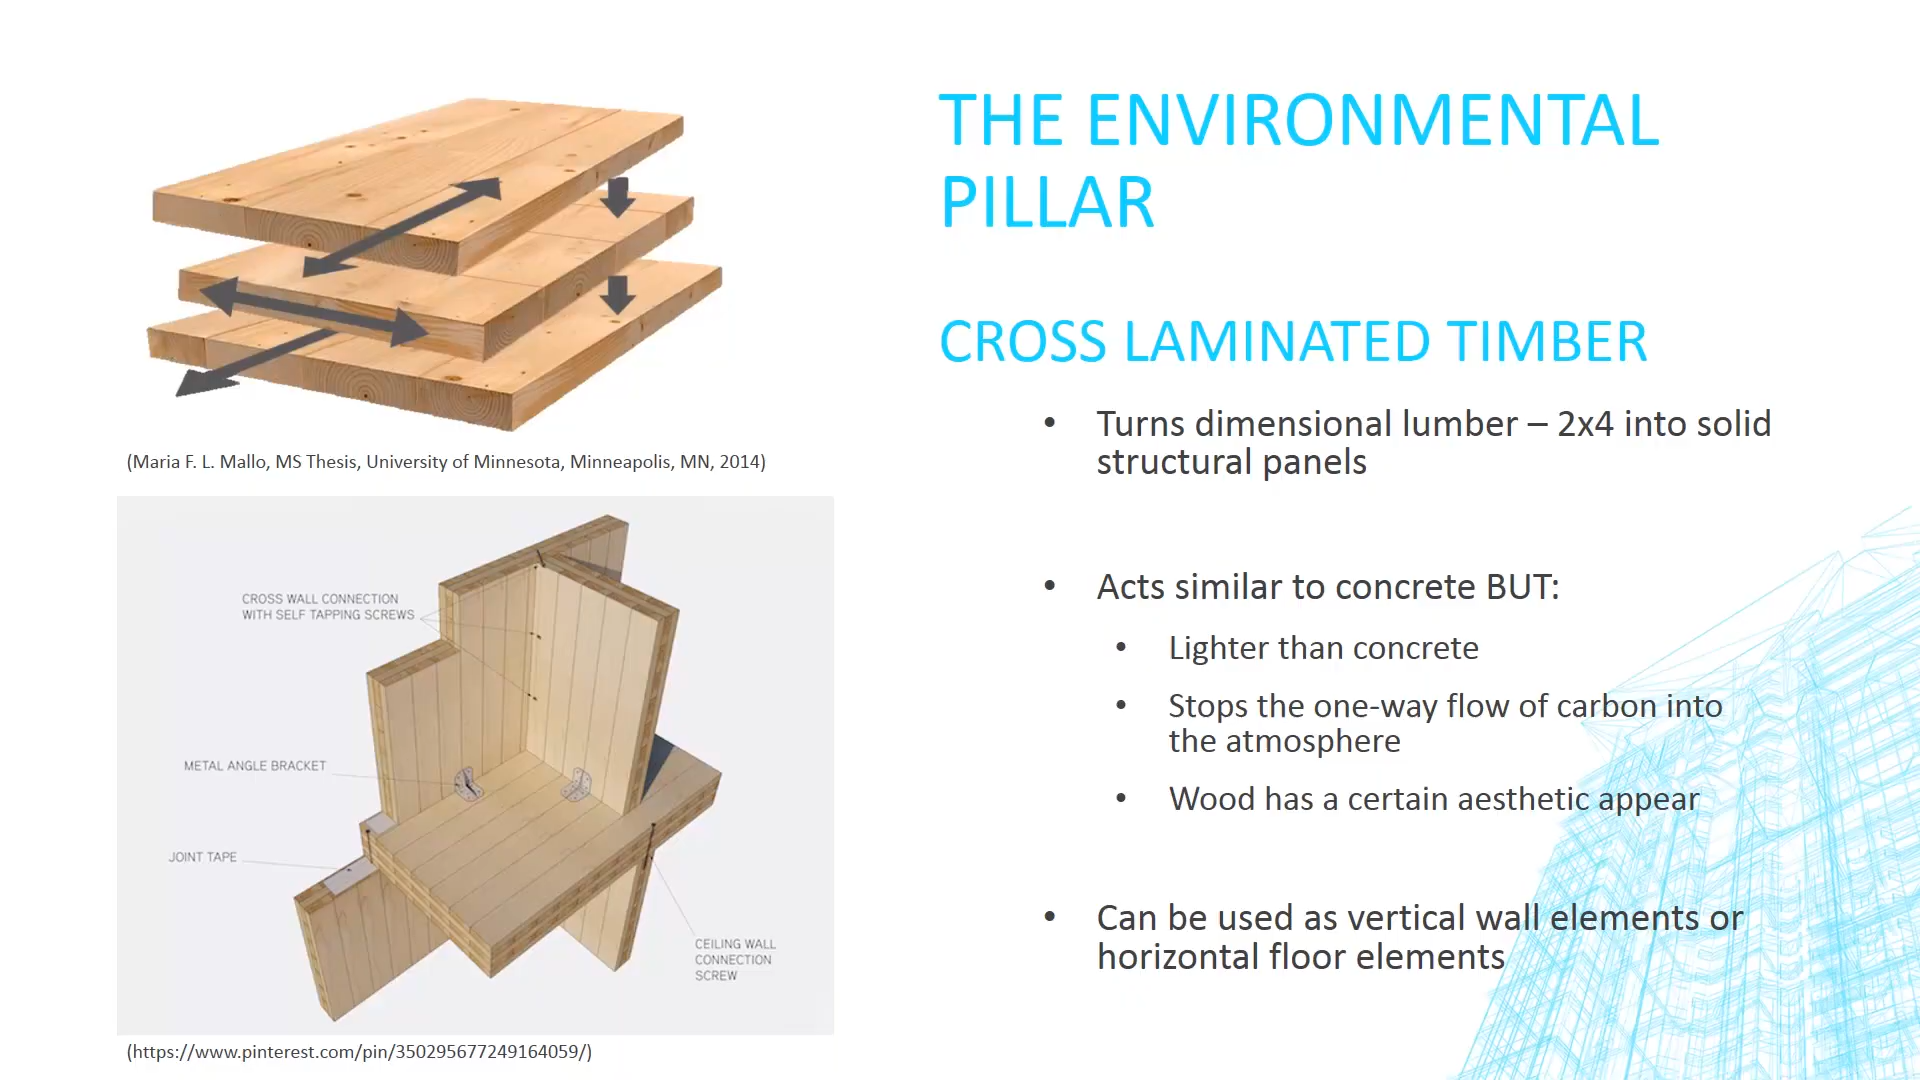 THE ENVIRONMENTAL
PILLAR
CROSS LAMINATED TIMBER
• Turns dimensional lumber – 2x4 into solid
structural panels
• Acts similar to concrete BUT:
• Lighter than concrete
• Stops the one-way flow of carbon into
the atmosphere
• Wood has a certain aesthetic appear
• Can be used as vertical wall elements or
horizontal floor elements
(Maria F. L. Mallo, MS Thesis, University of Minnesota, Minneapolis, MN, 2014)
CROSS WALL CONNECTION
WITH SELF TAPPING SCREWS
METAL ANGLE BRACKET
JOINT TAPE
CEILING WALL
CONNECTION
SCREW
(https://www.pinterest.com/pin/350295677249164059/)